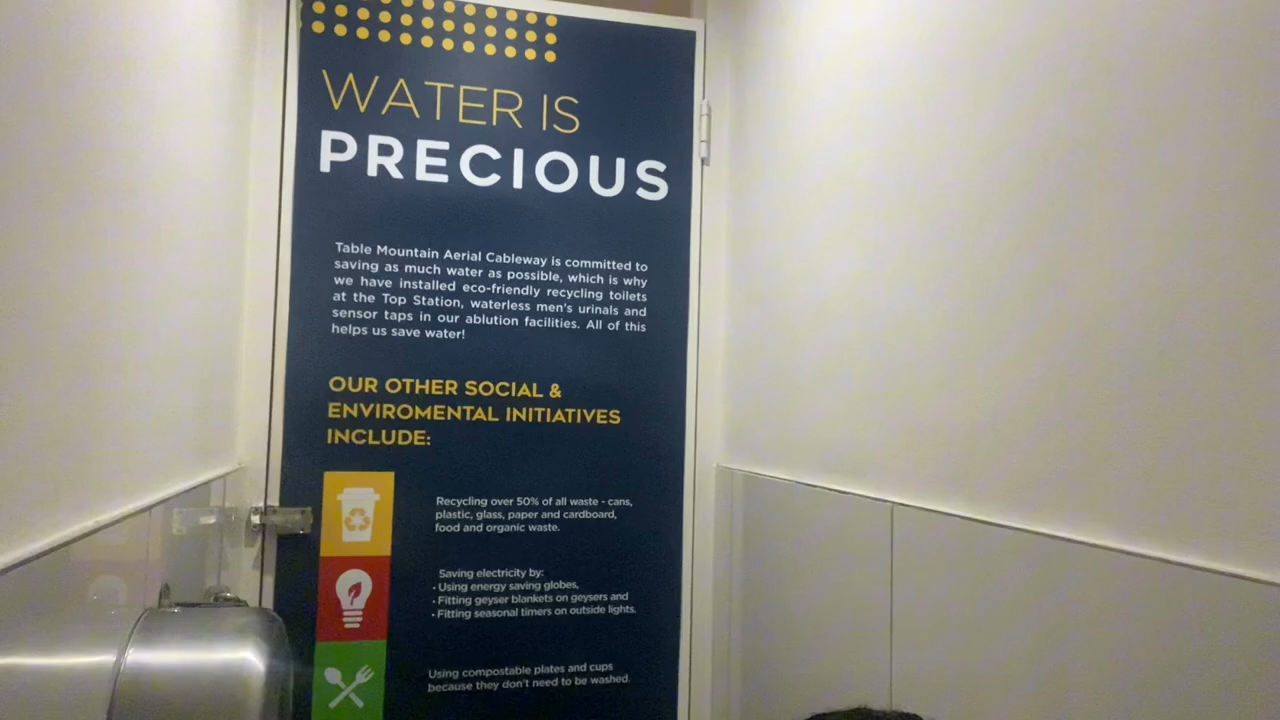 WATER IS
PRECIOUS
Table Mountain Aerial Cableway is committed to
saving as much water as possible, which is why
we have installed eco-friendly recycling toilets
at the Top Station, waterless men's urinals and
sensor taps in our ablution facilities. All of this
helps us save water!
OUR OTHER SOCIAL &
ENVIROMENTAL INITIATIVES
INCLUDE:
Recycling over 50% of all waste - cans,
plastic, glass, paper and cardboard,
food and organic waste.
Saving electricity by:
• Using energy saving globes,
• Fitting geyser blankets on geysers and
• Fitting seasonal timers on outside lights.
Using compostable plates and cups
because they don't need to be washed.